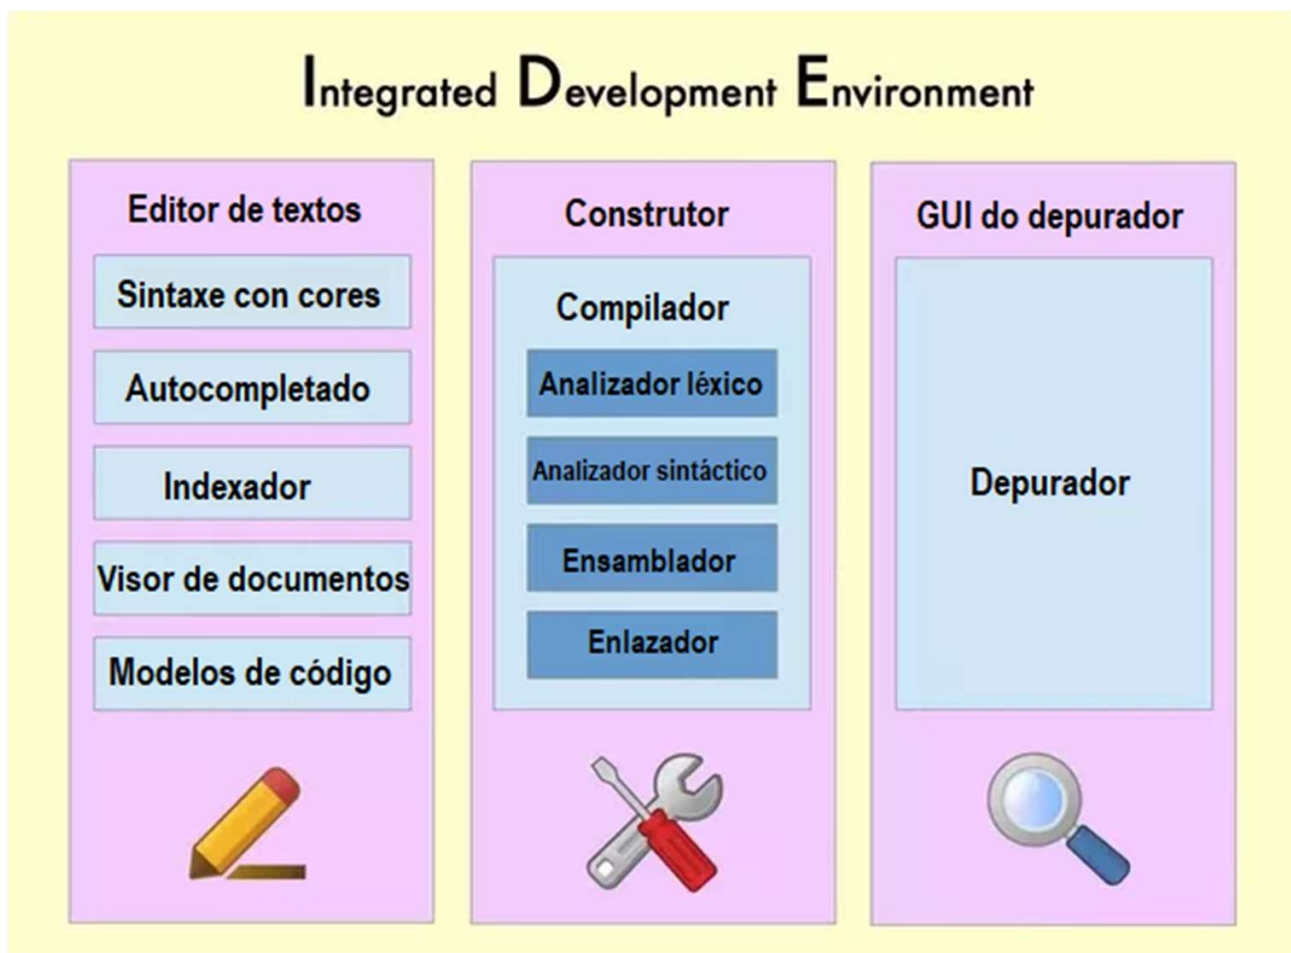 Integrated Development Environment
Editor de textos
Sintaxe con cores
Autocompletado
Indexador
Visor de documentos
Modelos de código
Construtor
Compilador
Analizador léxico
Analizador sintáctico
Ensamblador
Enlazador
GUI do depurador
Depurador